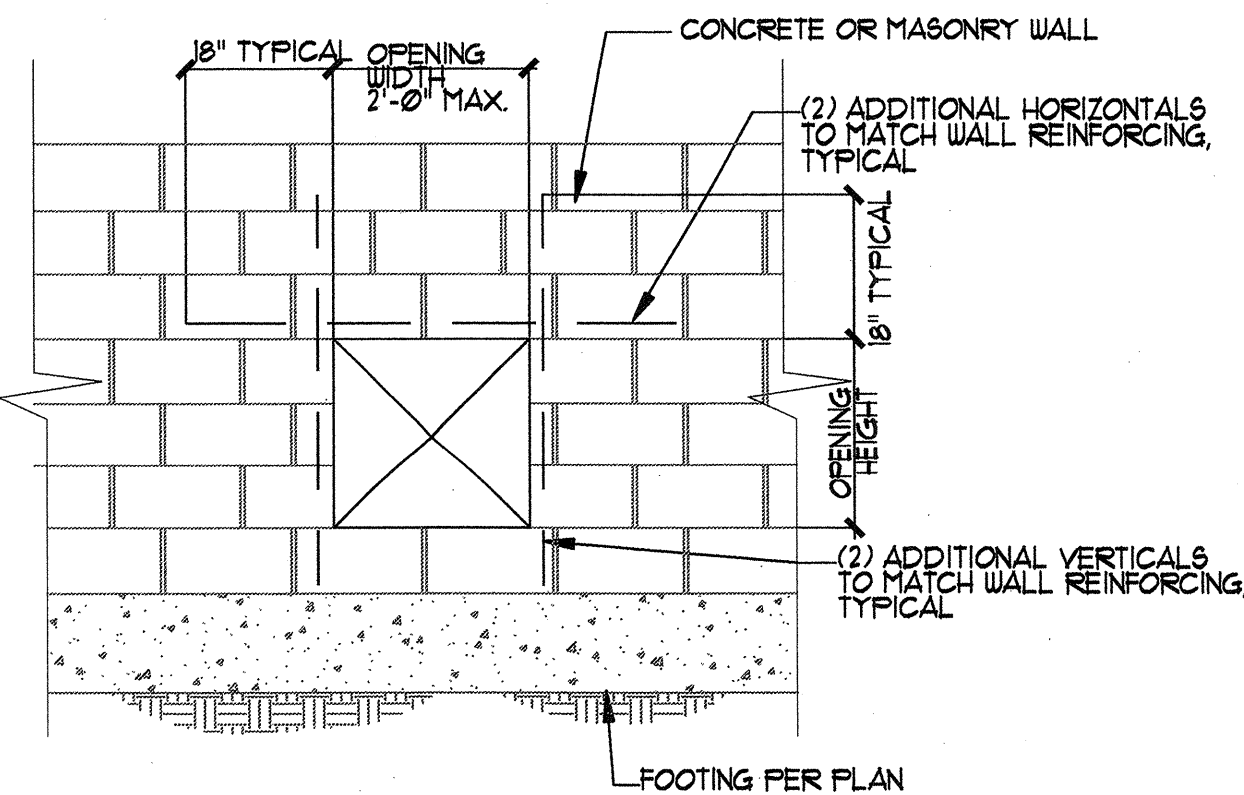 CONCRETE OR MASONRY WALL
18" TYPICAL
OPENING
WIDTH
2'-0" MAX.
(2) ADDITIONAL HORIZONTALS
TO MATCH WALL REINFORCING,
TYPICAL
18" TYPICAL
OPENING
HEIGHT
(2) ADDITIONAL VERTICALS
TO MATCH WALL REINFORCING,
TYPICAL
FOOTING PER PLAN